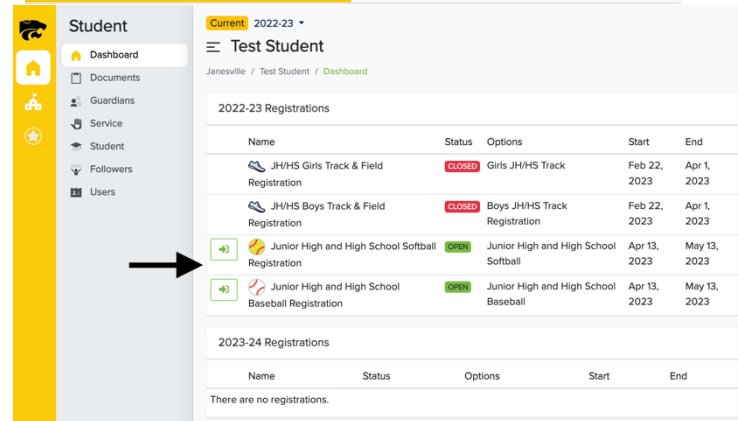 Student
Dashboard
Documents
Guardians
Service
Student
Followers
Users
Current 2022-23
Test Student
Janesville / Test Student / Dashboard
2022-23 Registrations
Name Status Options Start End
JH/HS Girls Track & Field CLOSED Girls JH/HS Track Feb 22, Apr 1,
Registration 2023 2023
JH/HS Boys Track & Field CLOSED Boys JH/HS Track Feb 22, Apr 1,
Registration Registration 2023 2023
Junior High and High School Softball OPEN Junior High and High School Apr 13, May 13,
Registration Softball 2023 2023
Junior High and High School OPEN Junior High and High School Apr 13, May 13,
Baseball Registration Baseball 2023 2023
2023-24 Registrations
Name Status Options Start End
There are no registrations.